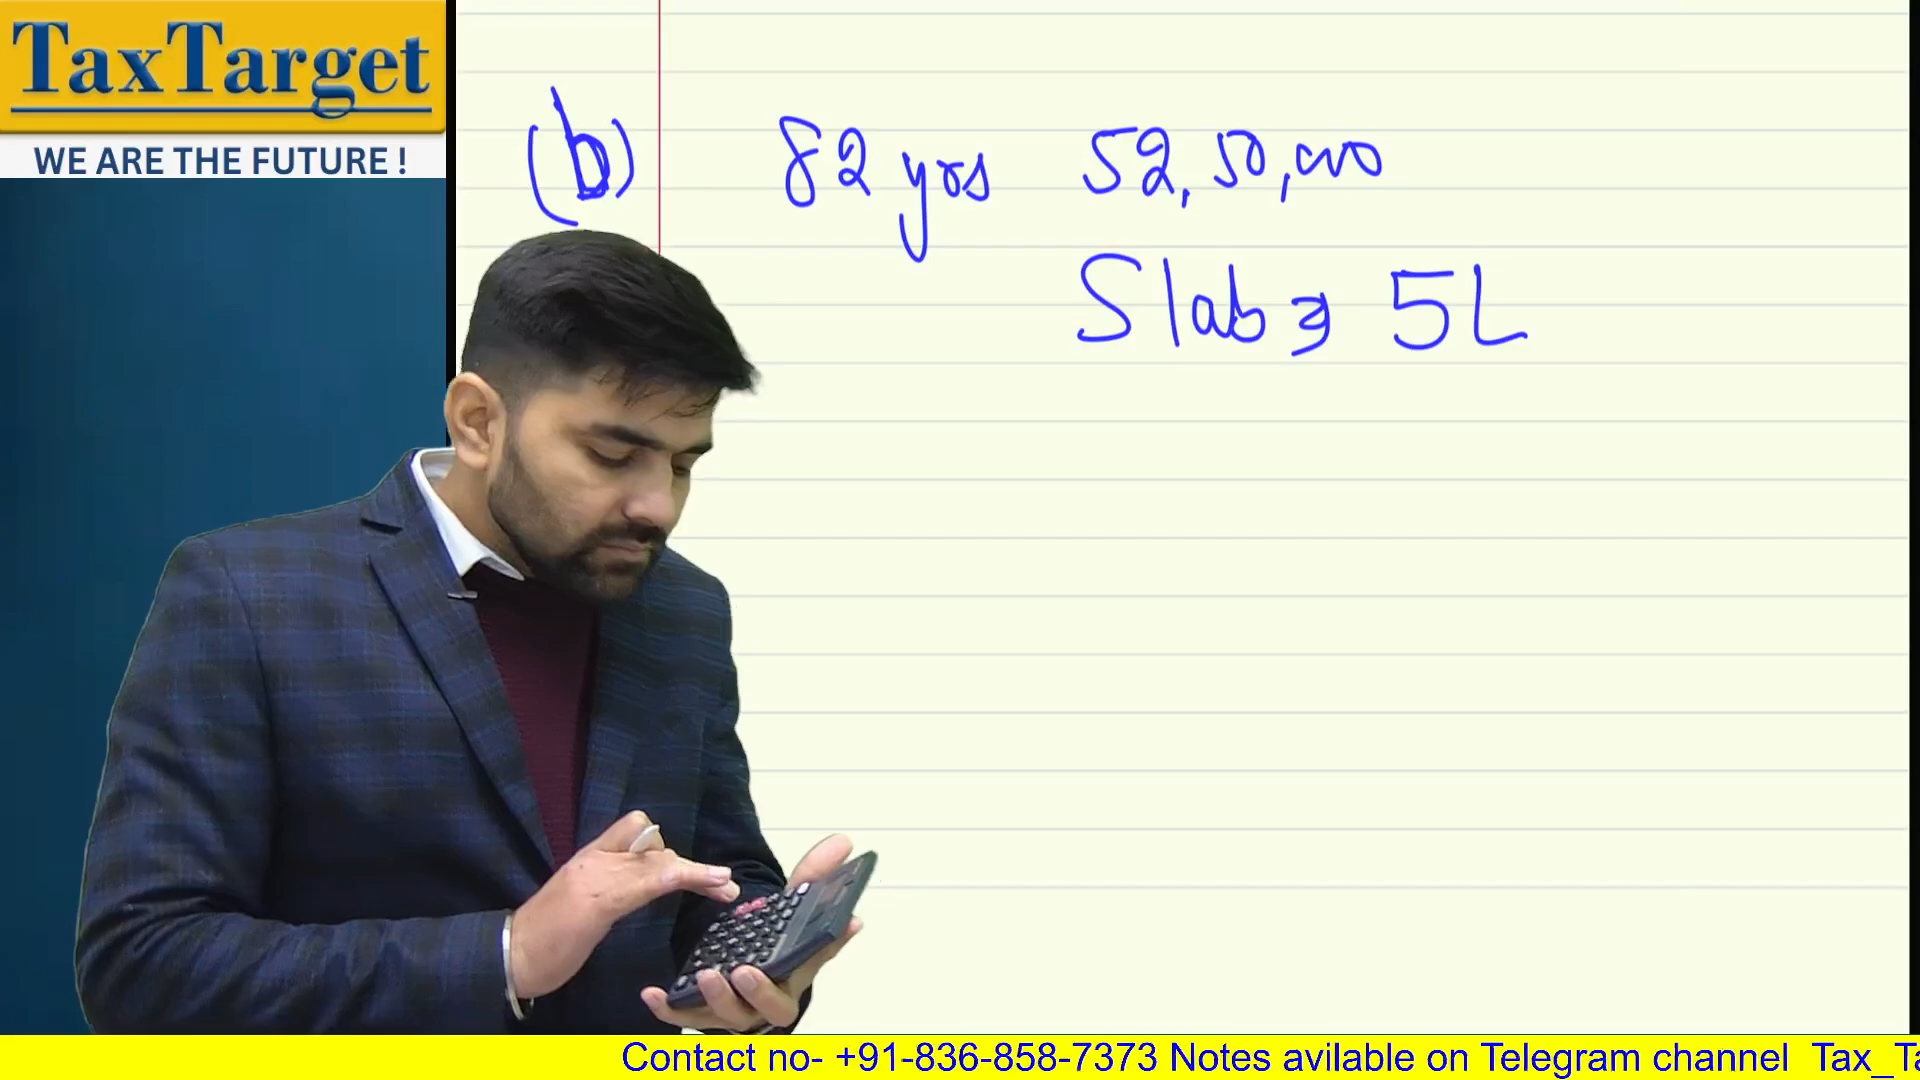 TaxTarget
WE ARE THE FUTURE !
(b) 82 yrs 52,50,000
Slab 5L
Contact no- +91-836-858-7373 Notes avilable on Telegram channel Tax_Ta